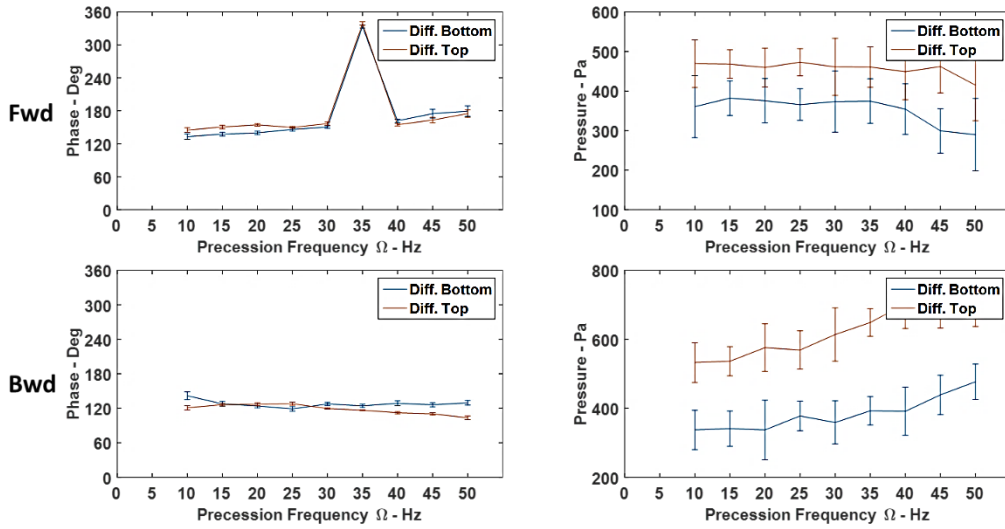 Fwd
Phase - Deg
360
300
240
180
120
60
0
0 5 10 15 20 25 30 35 40 45 50
Precession Frequency Ω - Hz
Diff. Bottom
Diff. Top
Pressure - Pa
600
500
400
300
200
100
0 5 10 15 20 25 30 35 40 45 50
Precession Frequency Ω - Hz
Diff. Bottom
Diff. Top
Bwd
Phase - Deg
360
300
240
180
120
60
0
0 5 10 15 20 25 30 35 40 45 50
Precession Frequency Ω - Hz
Diff. Bottom
Diff. Top
Pressure - Pa
800
600
400
200
0 5 10 15 20 25 30 35 40 45 50
Precession Frequency Ω - Hz
Diff. Bottom
Diff. Top